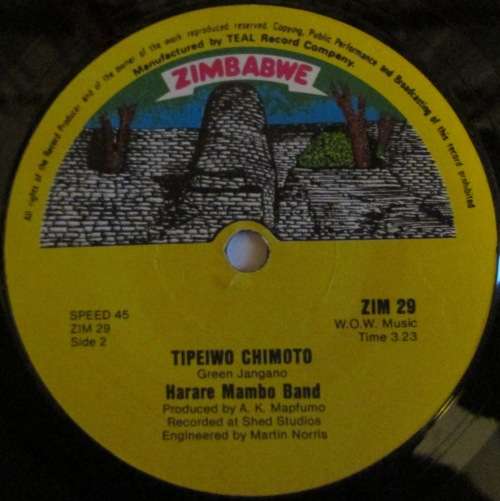 All rights of the Record Producer and of the owner of the work reproduced reserved. Copying, Public Performance and Broadcasting of this record prohibited
Manufactured by TEAL Record Company.
ZIMBABWE
SPEED 45
ZIM 29
Side 2
ZIM 29
W.O.W. Music
Time 3.23
TIPEIWO CHIMOTO
Green Jangano
Harare Mambo Band
Produced by A. K. Mapfumo
Recorded at Shed Studios
Engineered by Martin Norris